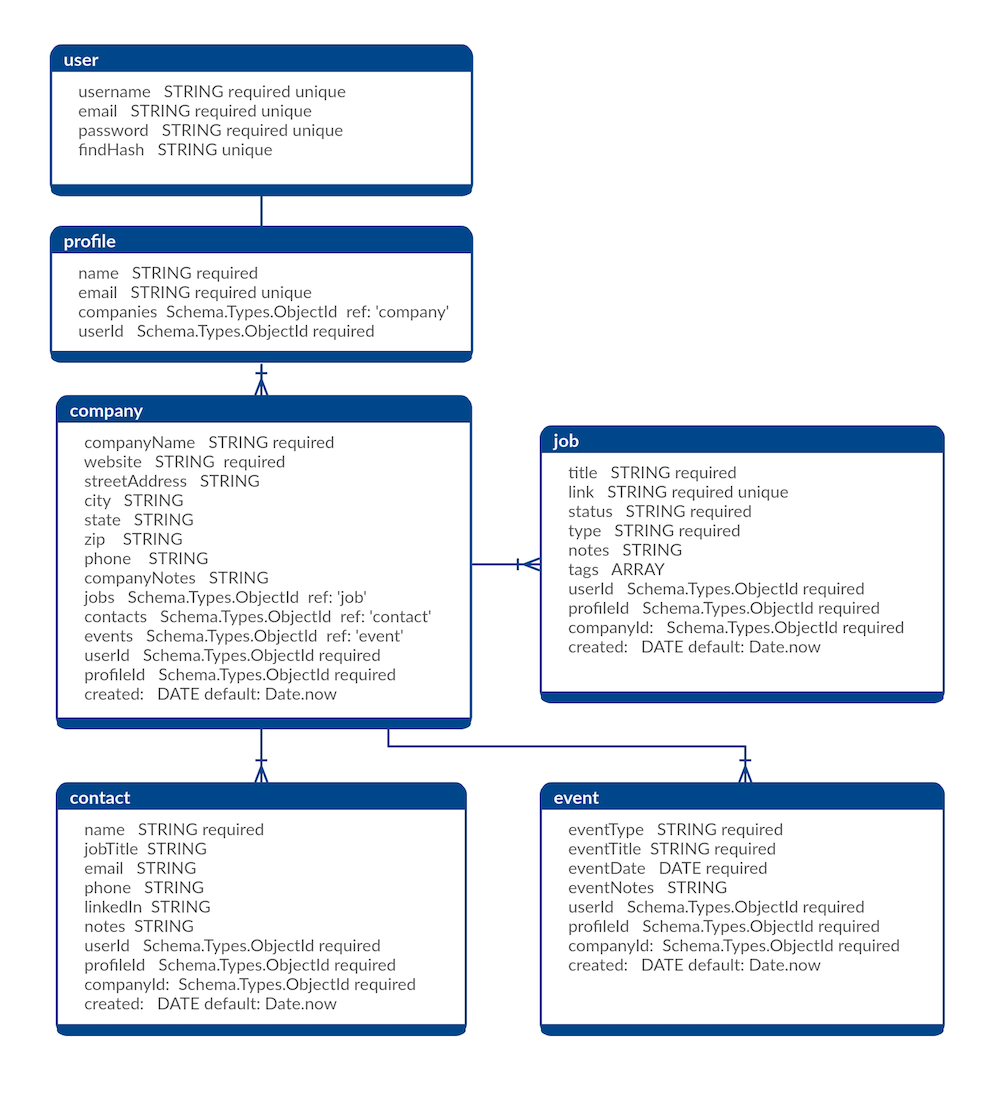 user
username STRING required unique
email STRING required unique
password STRING required unique
findHash STRING unique
profile
name STRING required
email STRING required unique
companies Schema.Types.ObjectId ref: 'company'
userId Schema.Types.ObjectId required
company
companyName STRING required
website STRING required
streetAddress STRING
city STRING
state STRING
zip STRING
phone STRING
companyNotes STRING
jobs Schema.Types.ObjectId ref: 'job'
contacts Schema.Types.ObjectId ref: 'contact'
events Schema.Types.ObjectId ref: 'event'
userId Schema.Types.ObjectId required
profileId Schema.Types.ObjectId required
created: DATE default: Date.now
job
title STRING required
link STRING required unique
status STRING required
type STRING required
notes STRING
tags ARRAY
userId Schema.Types.ObjectId required
profileId Schema.Types.ObjectId required
companyId: Schema.Types.ObjectId required
created: DATE default: Date.now
contact
name STRING required
jobTitle STRING
email STRING
phone STRING
linkedIn STRING
notes STRING
userId Schema.Types.ObjectId required
profileId Schema.Types.ObjectId required
companyId: Schema.Types.ObjectId required
created: DATE default: Date.now
event
eventType STRING required
eventTitle STRING required
eventDate DATE required
eventNotes STRING
userId Schema.Types.ObjectId required
profileId Schema.Types.ObjectId required
companyId: Schema.Types.ObjectId required
created: DATE default: Date.now